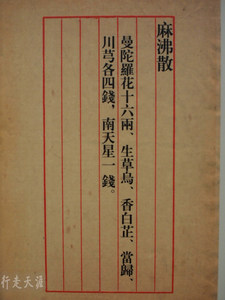 麻沸散
曼陀羅花十六兩、生草烏、香白芷、當歸、
川芎各四錢，南天星一錢。
行走天涯